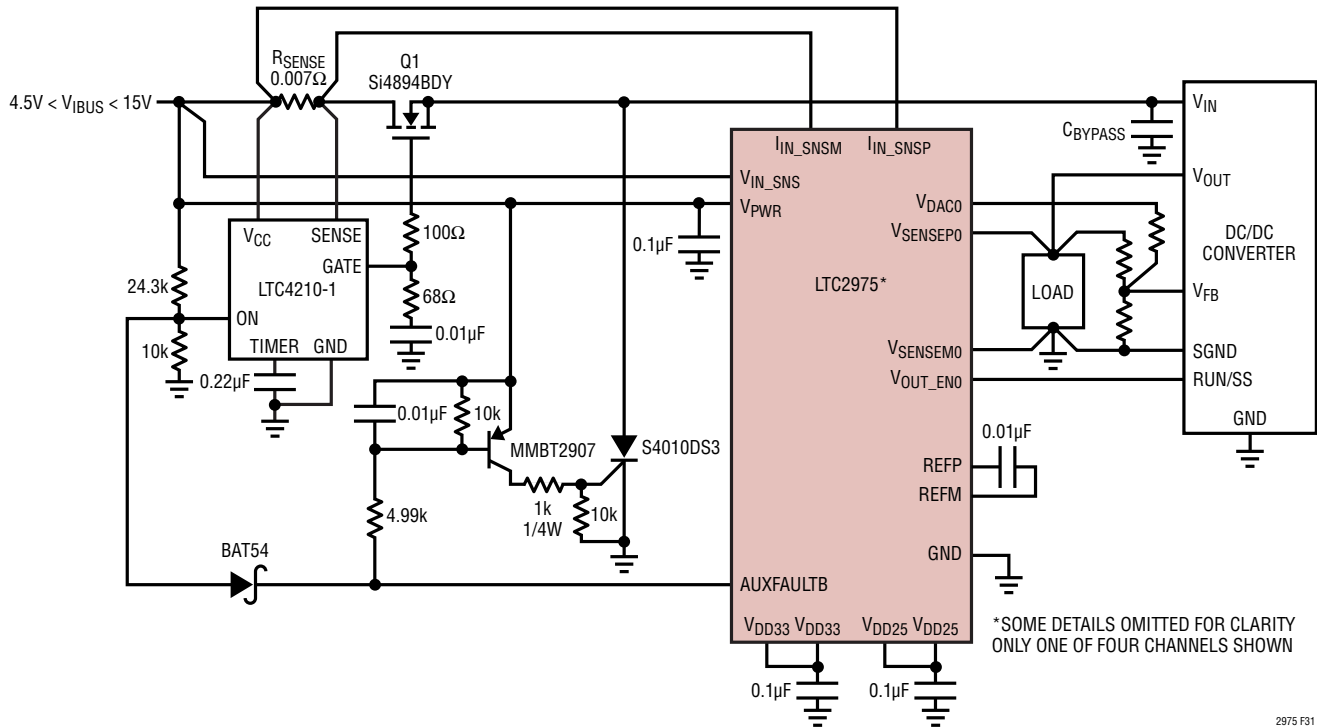 R_SENSE
0.007Ω
Q1
Si4894BDY
4.5V < V_IBUS < 15V
V_IN
C_BYPASS
V_OUT
DC/DC
CONVERTER
V_FB
SGND
RUN/SS
GND
I_IN_SNSM
I_IN_SNSP
V_IN_SNS
V_PWR
V_DAC0
V_SENSEP0
LTC2975*
V_SENSEM0
V_OUT_EN0
REFP
REFM
GND
AUXFAULTB
V_DD33
V_DD33
V_DD25
V_DD25
0.1µF
0.1µF
0.1µF
0.01µF
LOAD
V_CC
SENSE
GATE
LTC4210-1
ON
TIMER
GND
100Ω
68Ω
0.01µF
24.3k
10k
0.22µF
0.01µF
10k
MMBT2907
S4010DS3
1k
1/4W
10k
4.99k
BAT54
*SOME DETAILS OMITTED FOR CLARITY
ONLY ONE OF FOUR CHANNELS SHOWN
2975 F31